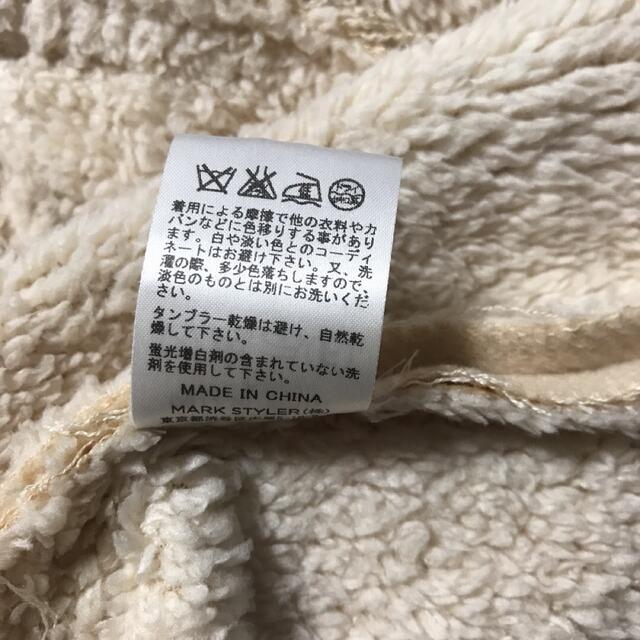 着用による摩擦で他の衣料やカ
バンなどに色移りする事があり
ます。白や淡い色とのコーディ
ネートはお避け下さい。又、洗
濯の際、多少色落ちしますので、
淡色のものとは別にお洗いくだ
さい。
タンブラー乾燥は避け、自然乾
燥して下さい。
蛍光増白剤の含まれていない洗
剤を使用して下さい。
MADE IN CHINA
MARK STYLER(株)
東京都渋谷区